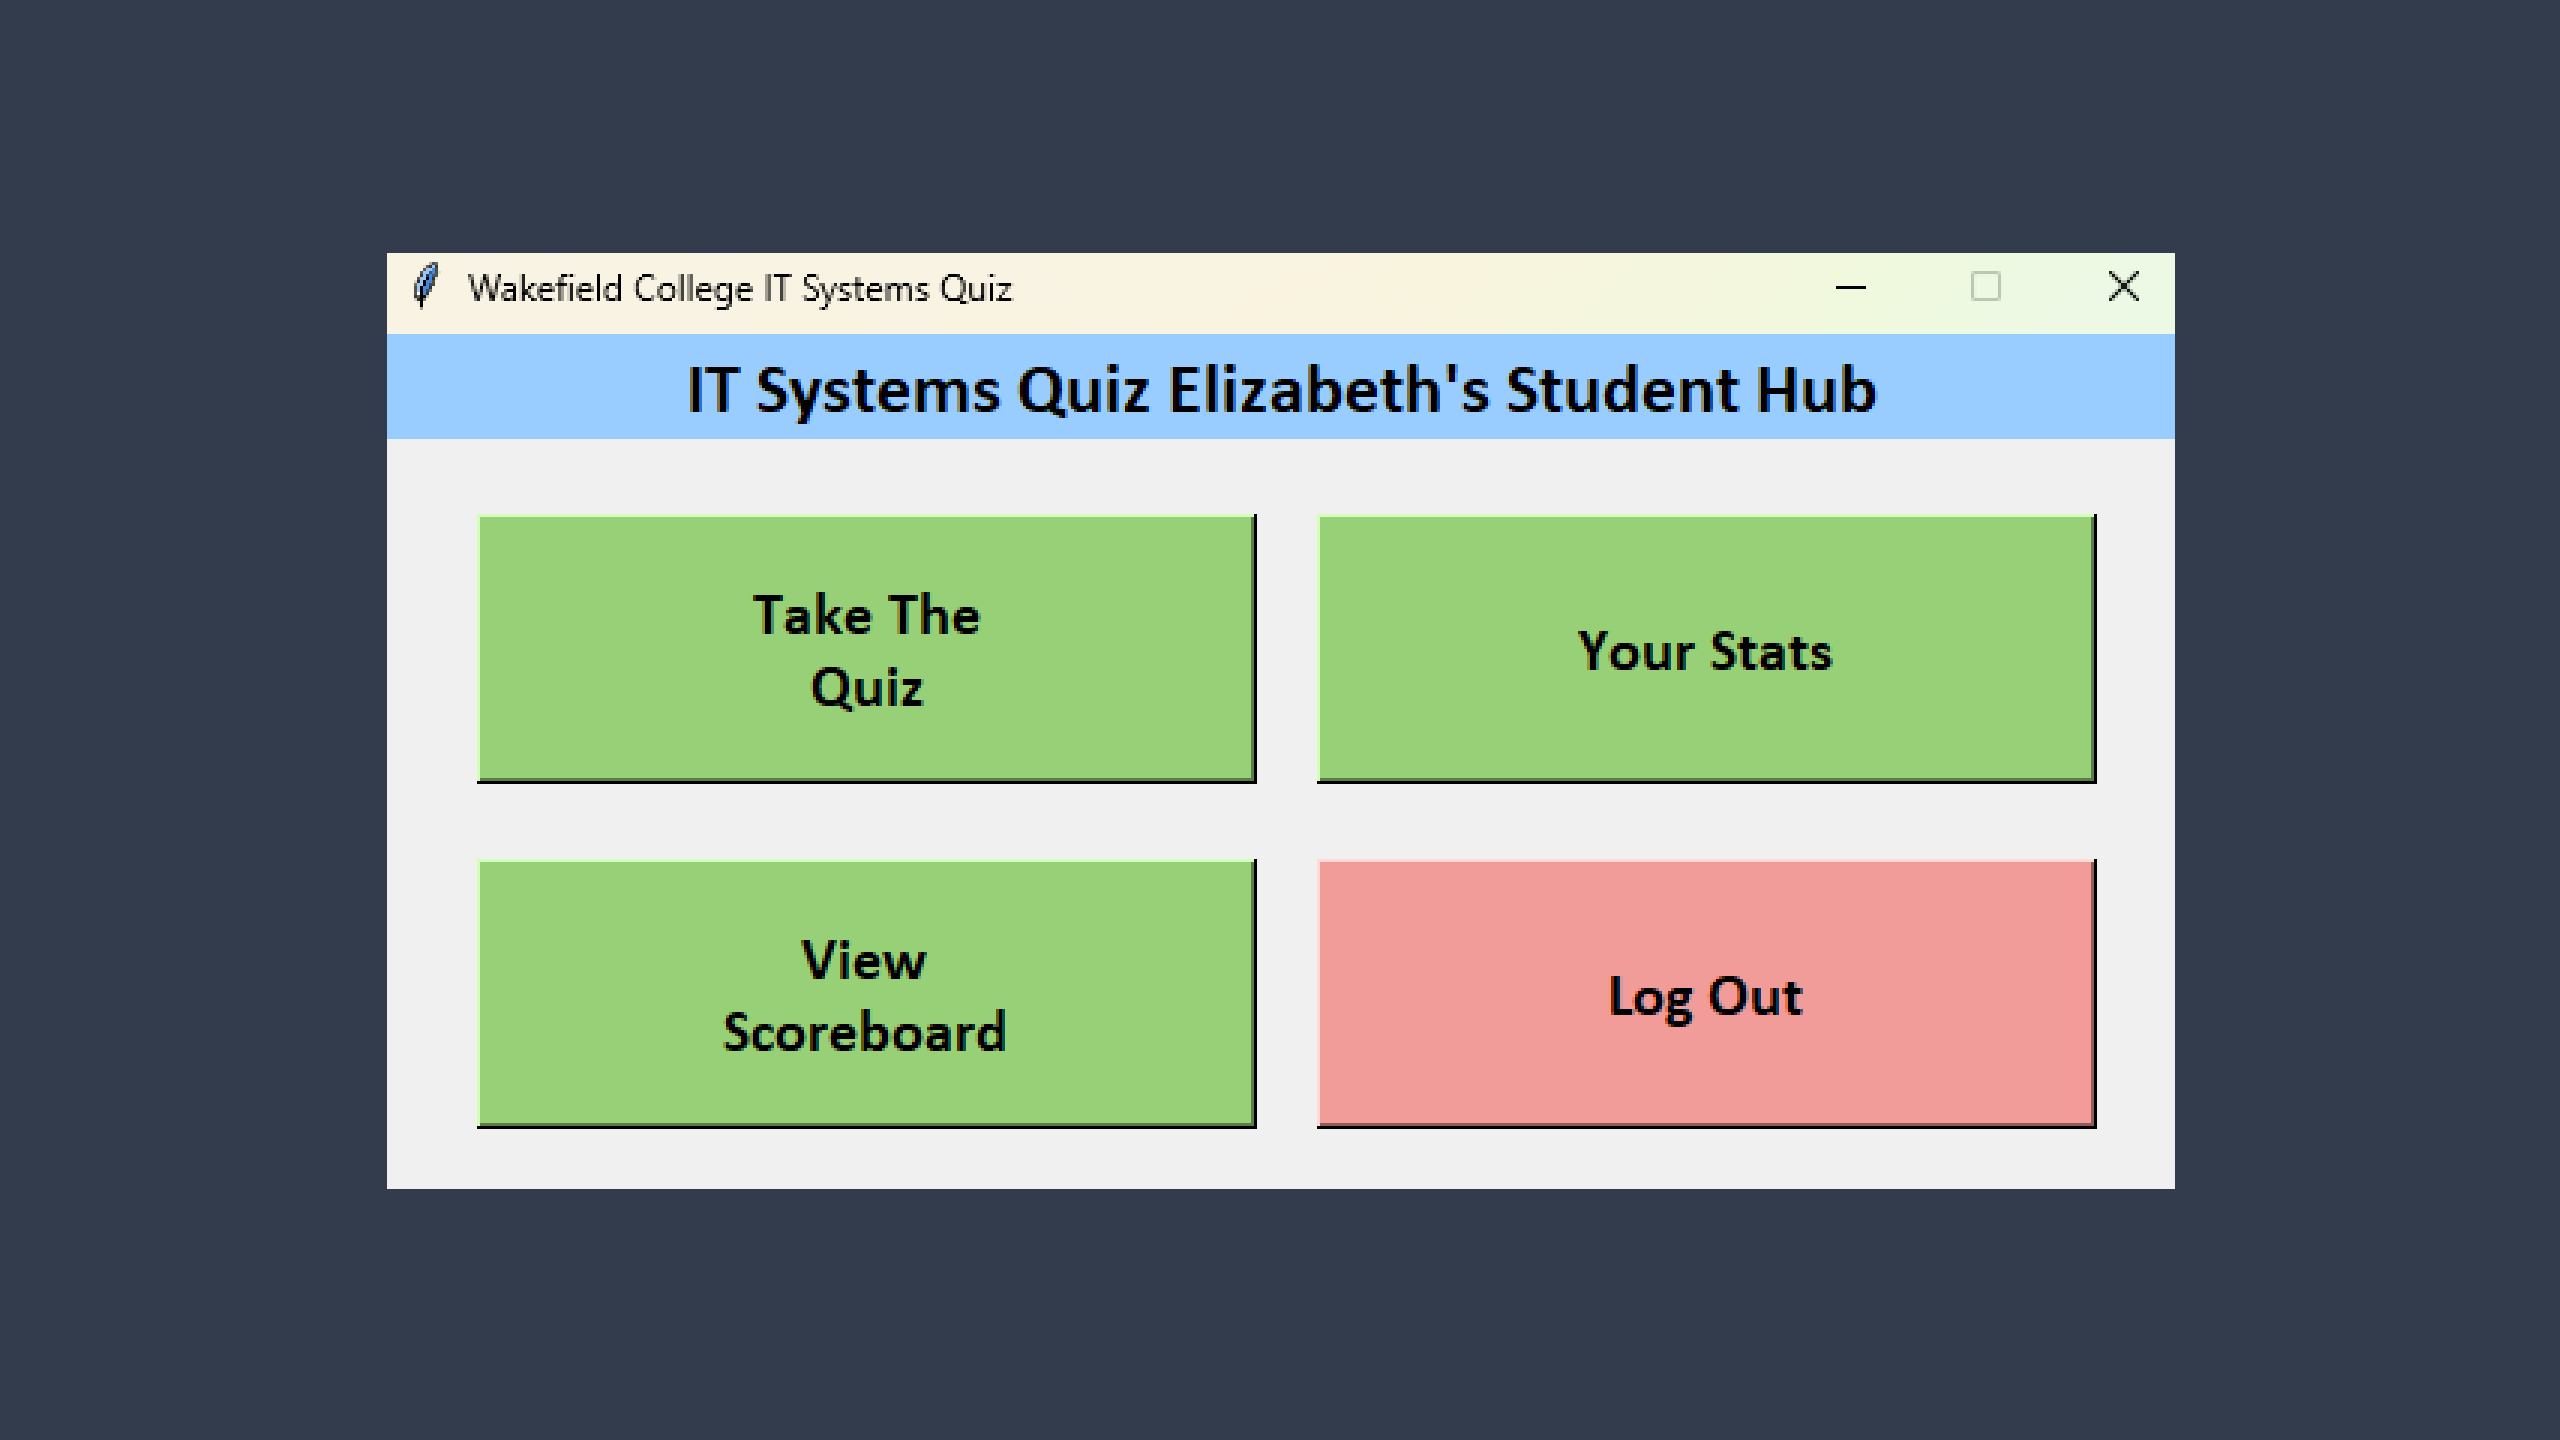 Wakefield College IT Systems Quiz
IT Systems Quiz Elizabeth's Student Hub
Take The
Quiz
Your Stats
View
Scoreboard
Log Out